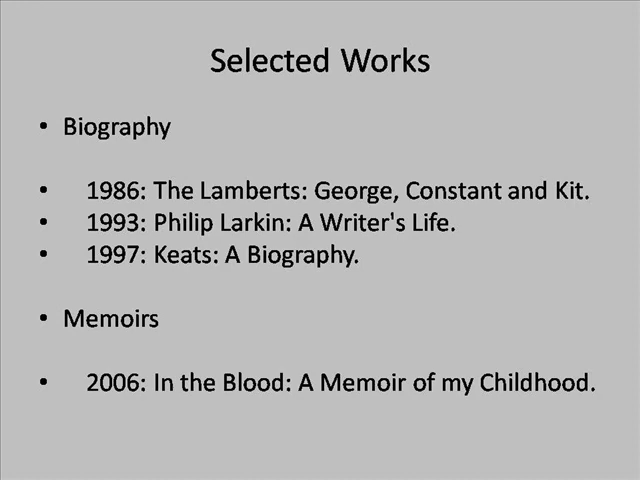 Selected Works
• Biography
• 1986: The Lamberts: George, Constant and Kit.
• 1993: Philip Larkin: A Writer's Life.
• 1997: Keats: A Biography.
• Memoirs
• 2006: In the Blood: A Memoir of my Childhood.